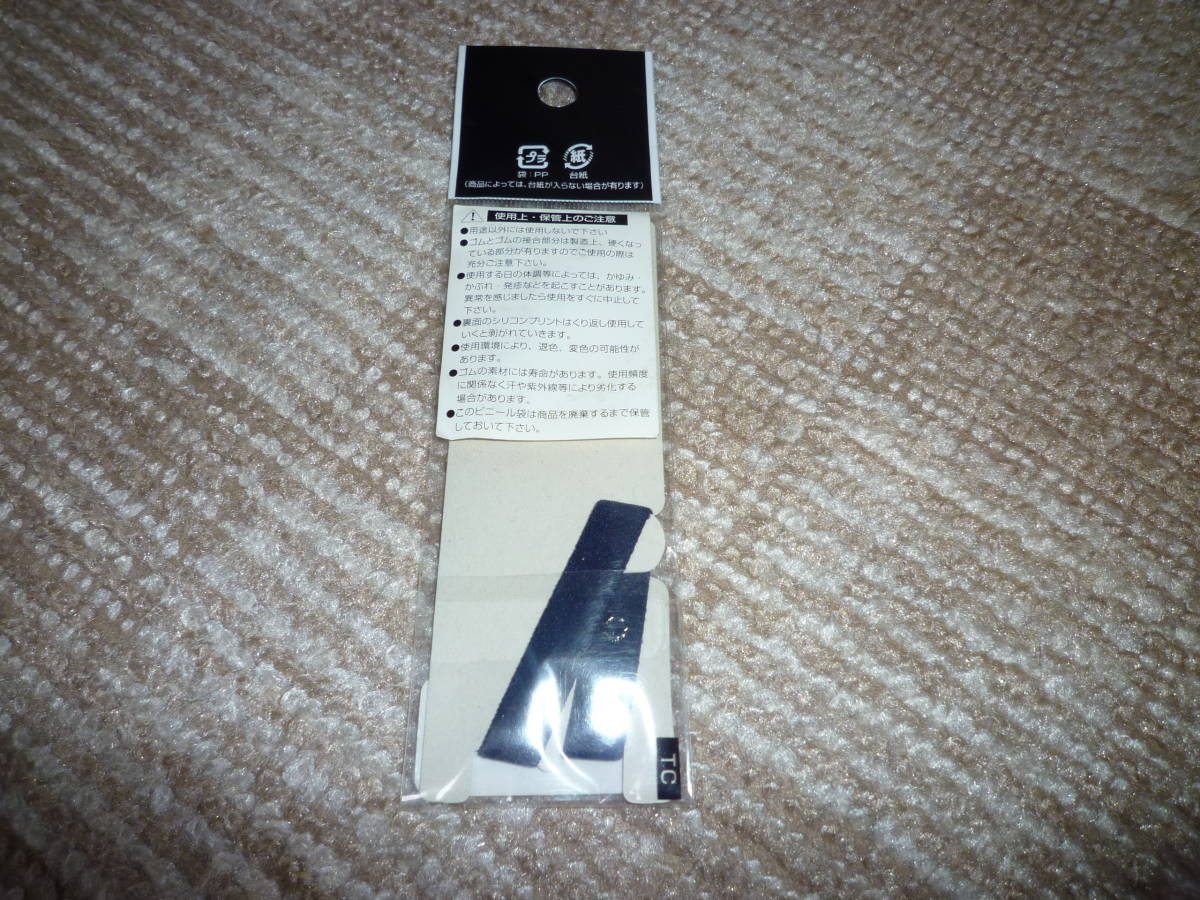 プラ 紙
袋：PP 台紙
(商品によっては、台紙が入らない場合が有ります)
使用上・保管上のご注意
●用途以外には使用しないで下さい
●ゴムとゴムの接合部分は製造上、硬くなっ
ている部分が有りますのでご使用の際は
充分ご注意下さい。
●使用する日の体調等によっては、かゆみ・
かぶれ・発疹などを起こすことがあります。
異常を感じましたら使用をすぐに中止して
下さい。
●裏面のシリコンプリントはくり返し使用して
いくと剥がれていきます。
●使用環境により、退色、変色の可能性が
あります。
●ゴムの素材には寿命があります。使用頻度
に関係なく汗や紫外線等により劣化する
場合があります。
●このビニール袋は商品を廃棄するまで保管
しておいて下さい。
TC